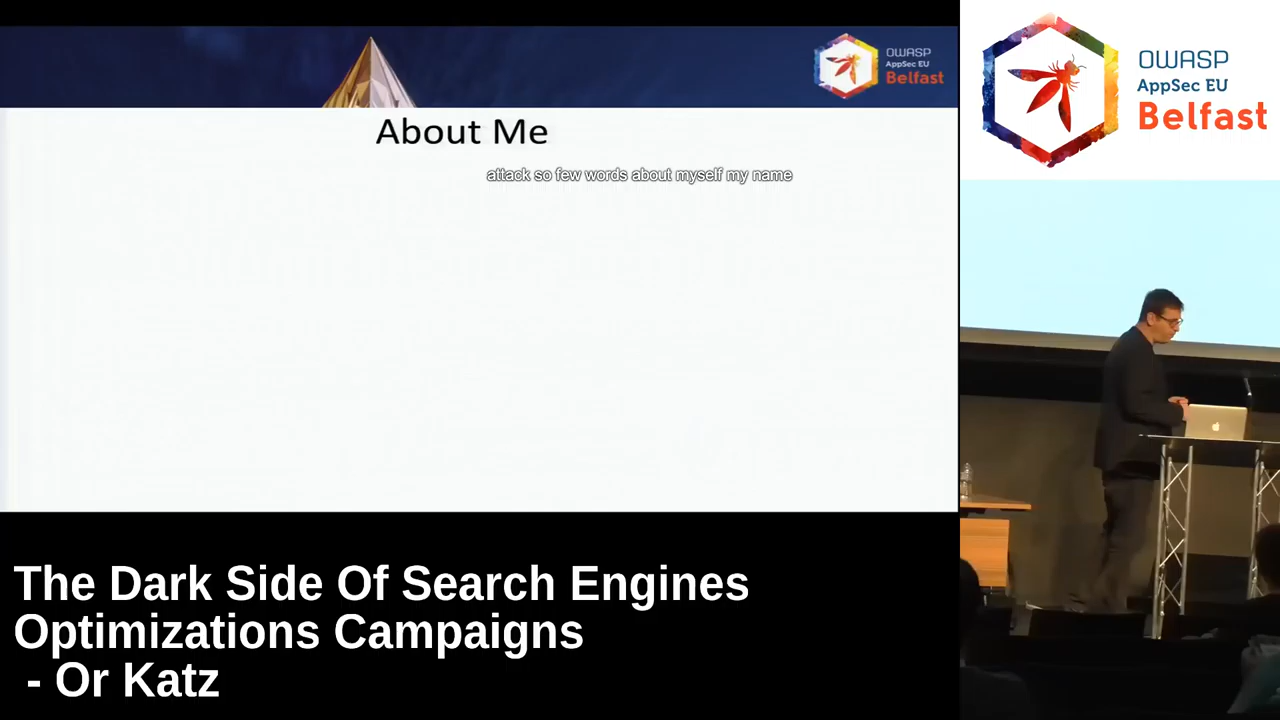 OWASP
AppSec EU
Belfast
About Me
attack so few words about myself my name
OWASP
AppSec EU
Belfast
The Dark Side Of Search Engines
Optimizations Campaigns
- Or Katz